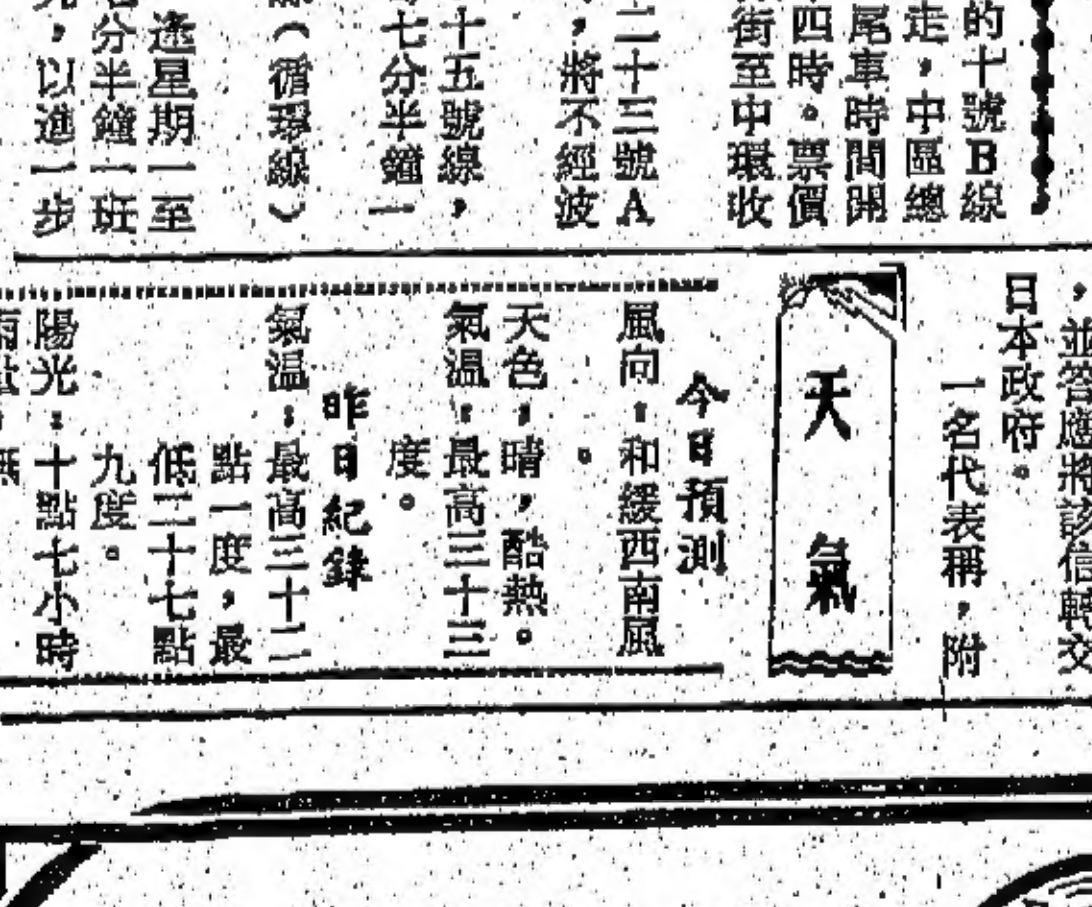 的十號B線
走，中區總
尾車時間開
四時。票價
街至中環收
二十三號A
，將不經波
十五號線，
七分半鐘一
（循環線）
逢星期一至
分半鐘一班
，以進一步
，並答應將該信轉交
日本政府。
一名代表稱，附
天氣
今日預測
風向：和緩西南風
。
天色：晴，酷熱。
氣溫：最高三十三
度。
昨日紀錄
氣溫：最高三十二
點一度，最
低二十七點
九度。
陽光：十點七小時